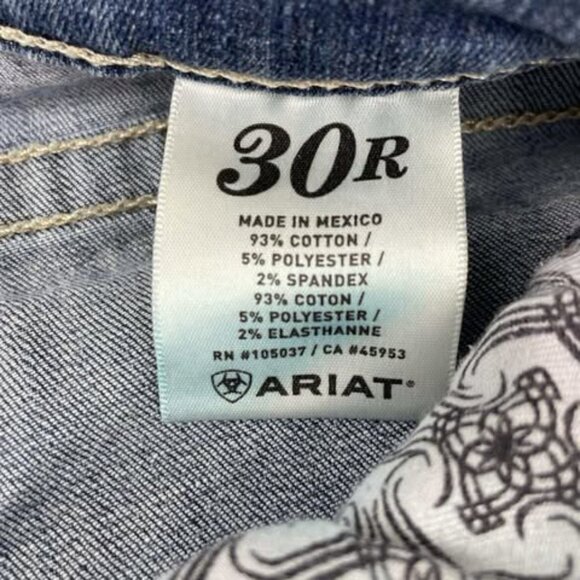 30R
MADE IN MEXICO
93% COTTON /
5% POLYESTER /
2% SPANDEX
93% COTON /
5% POLYESTER /
2% ELASTHANNE
RN #105037 / CA #45953
ARIAT®